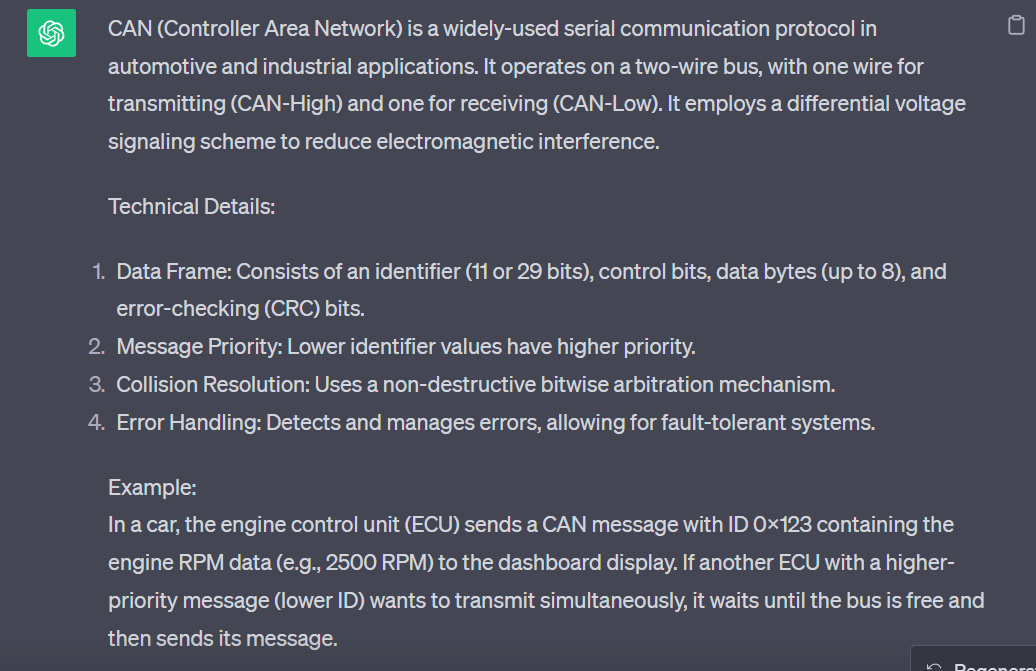 CAN (Controller Area Network) is a widely-used serial communication protocol in
automotive and industrial applications. It operates on a two-wire bus, with one wire for
transmitting (CAN-High) and one for receiving (CAN-Low). It employs a differential voltage
signaling scheme to reduce electromagnetic interference.
Technical Details:
1. Data Frame: Consists of an identifier (11 or 29 bits), control bits, data bytes (up to 8), and
error-checking (CRC) bits.
2. Message Priority: Lower identifier values have higher priority.
3. Collision Resolution: Uses a non-destructive bitwise arbitration mechanism.
4. Error Handling: Detects and manages errors, allowing for fault-tolerant systems.
Example:
In a car, the engine control unit (ECU) sends a CAN message with ID 0×123 containing the
engine RPM data (e.g., 2500 RPM) to the dashboard display. If another ECU with a higher-
priority message (lower ID) wants to transmit simultaneously, it waits until the bus is free and
then sends its message.